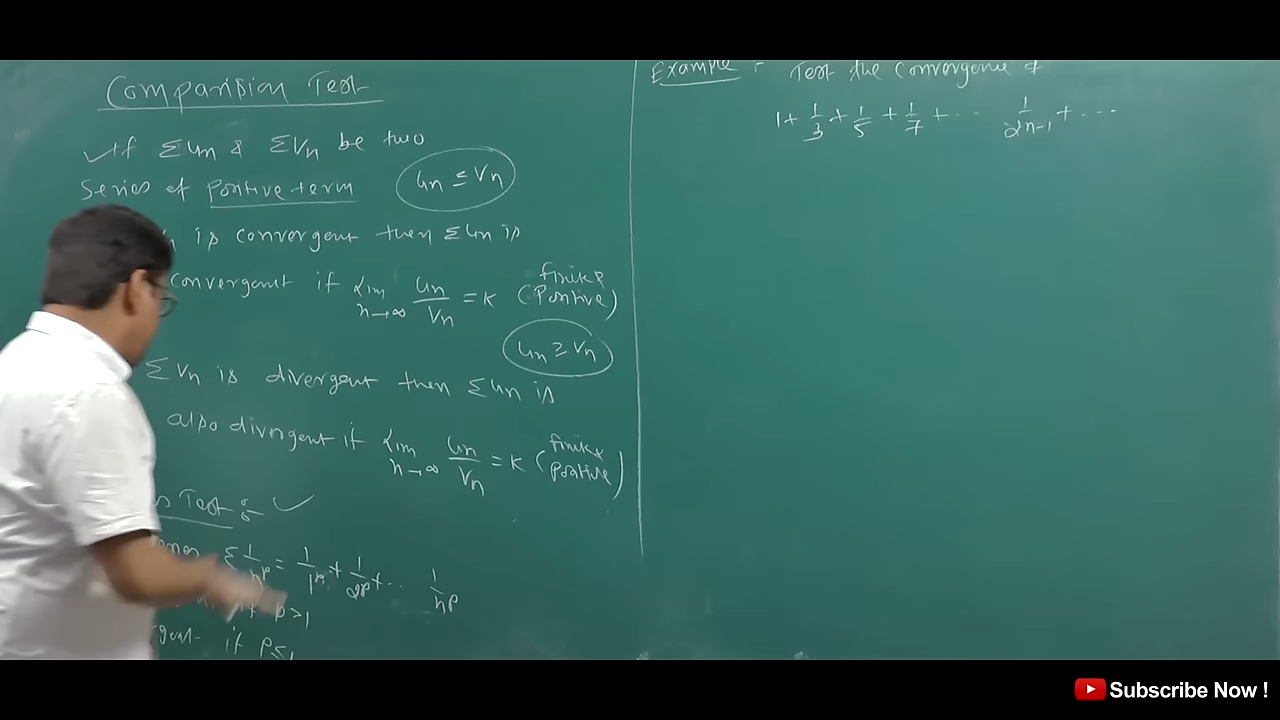 Comparision Test
If Σun & Σvn be two
Series of Positive term un ≤ vn
is convergent then Σun is
convergent if Lim n→∞ un/vn = K (finite & Positive)
un ≥ vn
Σvn is divergent then Σun is
also divergent if Lim n→∞ un/vn = K (finite & Positive)
Test :-
Σ 1/n^p = 1/1^p + 1/2^p + ... 1/n^p
if p>1
if P≤1
Example :- Test the convergence of
1 + 1/3 + 1/5 + 1/7 + ... 1/2n-1 + ...
Subscribe Now !